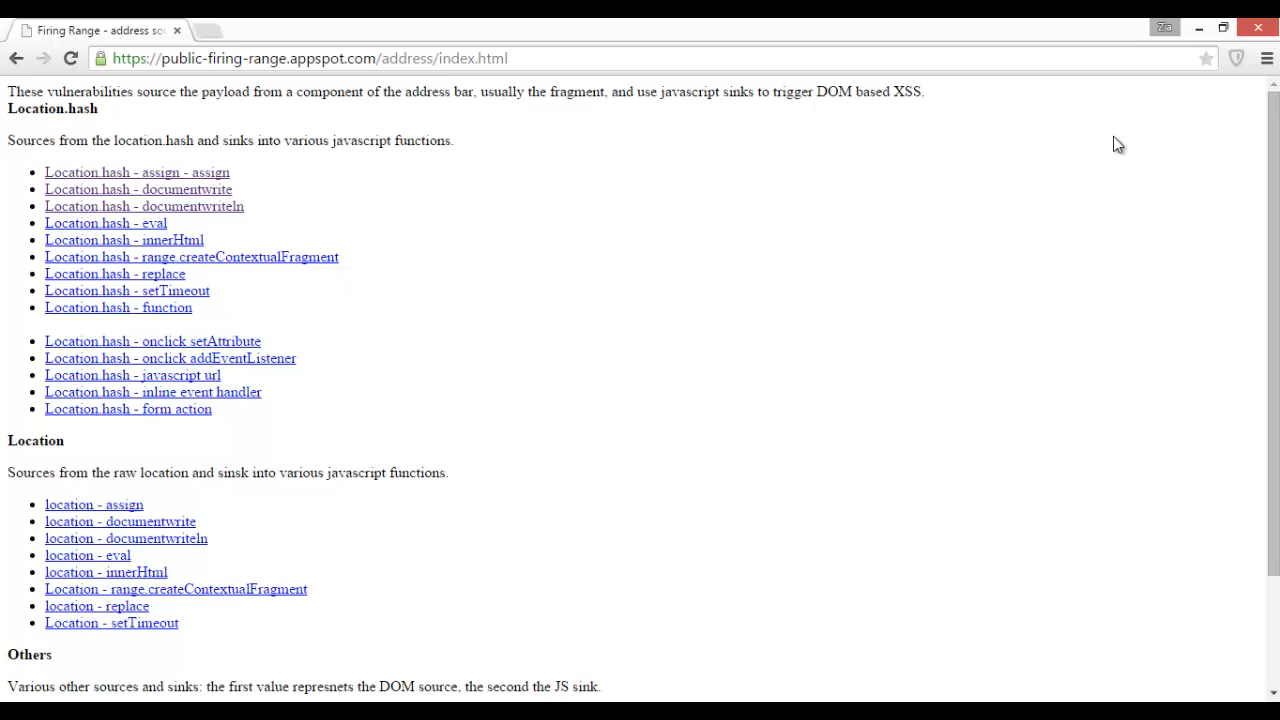 Firing Range - address so
Za
https://public-firing-range.appspot.com/address/index.html
These vulnerabilities source the payload from a component of the address bar, usually the fragment, and use javascript sinks to trigger DOM based XSS.
Location.hash
Sources from the location.hash and sinks into various javascript functions.
Location.hash - assign - assign
Location.hash - documentwrite
Location.hash - documentwriteln
Location.hash - eval
Location.hash - innerHtml
Location.hash - range.createContextualFragment
Location.hash - replace
Location.hash - setTimeout
Location.hash - function
Location.hash - onclick setAttribute
Location.hash - onclick addEventListener
Location.hash - javascript url
Location.hash - inline event handler
Location.hash - form action
Location
Sources from the raw location and sinsk into various javascript functions.
location - assign
location - documentwrite
location - documentwriteln
location - eval
location - innerHtml
Location - range.createContextualFragment
location - replace
Location - setTimeout
Others
Various other sources and sinks: the first value represnets the DOM source, the second the JS sink.